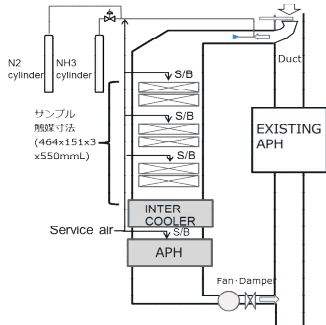 N2
cylinder
NH3
cylinder
Duct
S/B
サンプル
触媒寸法
(464x151x3
x550mmL)
S/B
S/B
EXISTING
APH
INTER
COOLER
Service air
S/B
APH
Fan·Damper